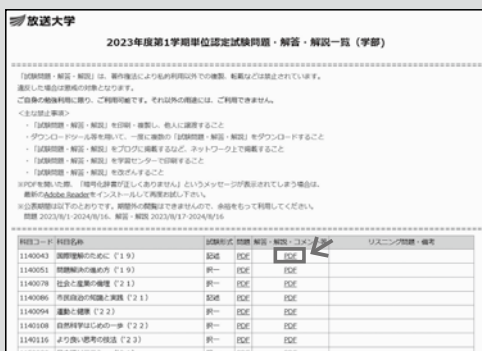 放送大学
2023年度第1学期単位認定試験問題・解答・解説一覧（学部）
「試験問題・解答・解説」は、著作権法により私的利用以外での複製、転載などは禁止されています。
違反した場合は懲戒の対象となります。
ご自身の勉強利用に限り、ご利用可能です。それ以外の用途には、ご利用できません。
＜主な禁止事項＞
・「試験問題・解答・解説」を印刷・複製し、他人に譲渡すること
・ダウンロードツール等を用いて、一度に複数の「試験問題・解答・解説」をダウンロードすること
・「試験問題・解答・解説」をブログに掲載するなど、ネットワーク上で掲載すること
・「試験問題・解答・解説」を学習センターで印刷すること
・「試験問題・解答・解説」を改ざんすること
※PDFを開いた際、「暗号化辞書が正しくありません」というメッセージが表示されてしまう場合は、
最新のAdobe Readerをインストールして再度お試し下さい。
※公表期間は以下のとおりです。期間外の閲覧はできませんので、余裕をもって利用してください。
問題 2023/8/1-2024/8/16、解答・解説 2023/8/17-2024/8/16
科目コード 科目名称 試験形式 問題 解答・解説・コメント等 リスニング問題・備考
1140043 国際理解のために（'１９） 記述 PDF PDF
1140051 問題解決の進め方（'１９） 択一 PDF PDF
1140078 社会と産業の倫理（'２１） 択一 PDF PDF
1140086 市民自治の知識と実践（'２１） 記述 PDF PDF
1140094 運動と健康（'２２） 択一 PDF PDF
1140108 自然科学はじめの一歩（'２２） 択一 PDF PDF
1140116 より良い思考の技法（'２３） 択一 PDF PDF